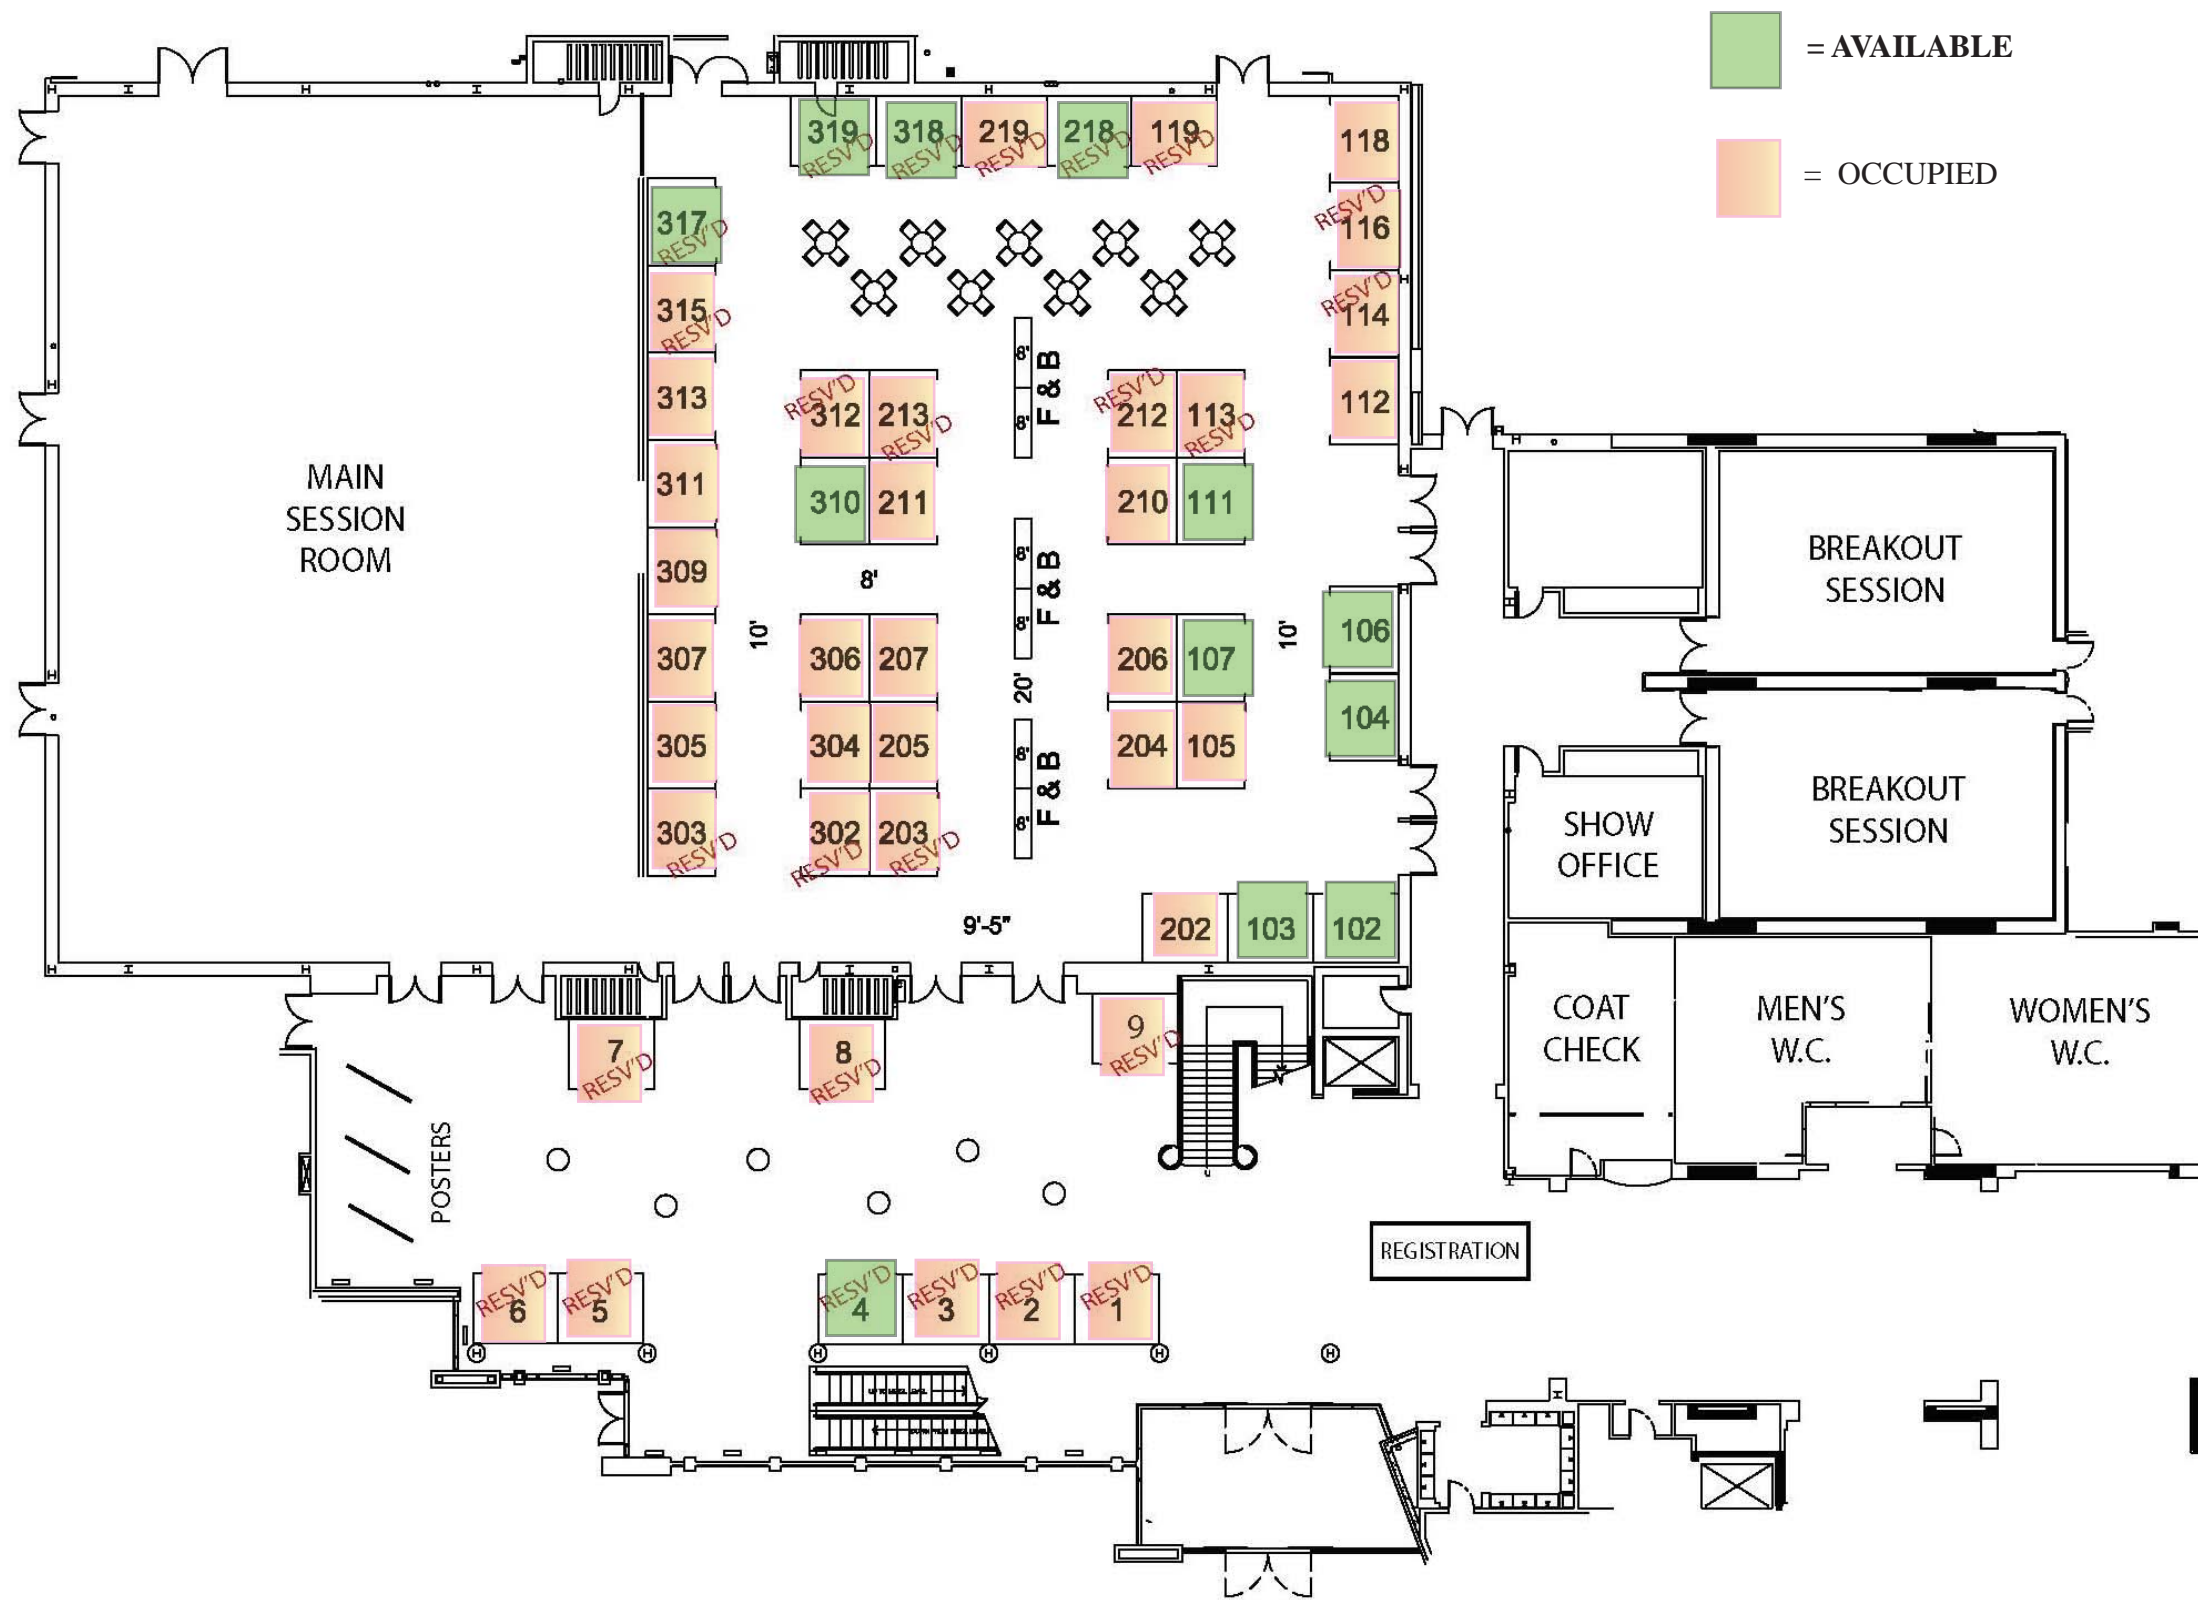 = AVAILABLE
= OCCUPIED
319 318 219 218 119
RESV'D RESV'D RESV'D RESV'D RESV'D
118
RESV'D
116
RESV'D
114
112
317
RESV'D
315
RESV'D
313
311
309
307
305
303
RESV'D
MAIN
SESSION
ROOM
RESV'D
312 213
RESV'D
310 211
8'
10'
306 207
304 205
302 203
RESV'D RESV'D
8'
8'
F & B
8'
8'
F & B
20'
8'
8'
F & B
RESV'D
212 113
RESV'D
210 111
10'
206 107
204 105
106
104
9'-5"
202 103 102
BREAKOUT
SESSION
BREAKOUT
SESSION
SHOW
OFFICE
COAT
CHECK
MEN'S
W.C.
WOMEN'S
W.C.
7
RESV'D
8
RESV'D
9
RESV'D
POSTERS
REGISTRATION
RESV'D RESV'D
6 5
RESV'D RESV'D RESV'D RESV'D
4 3 2 1